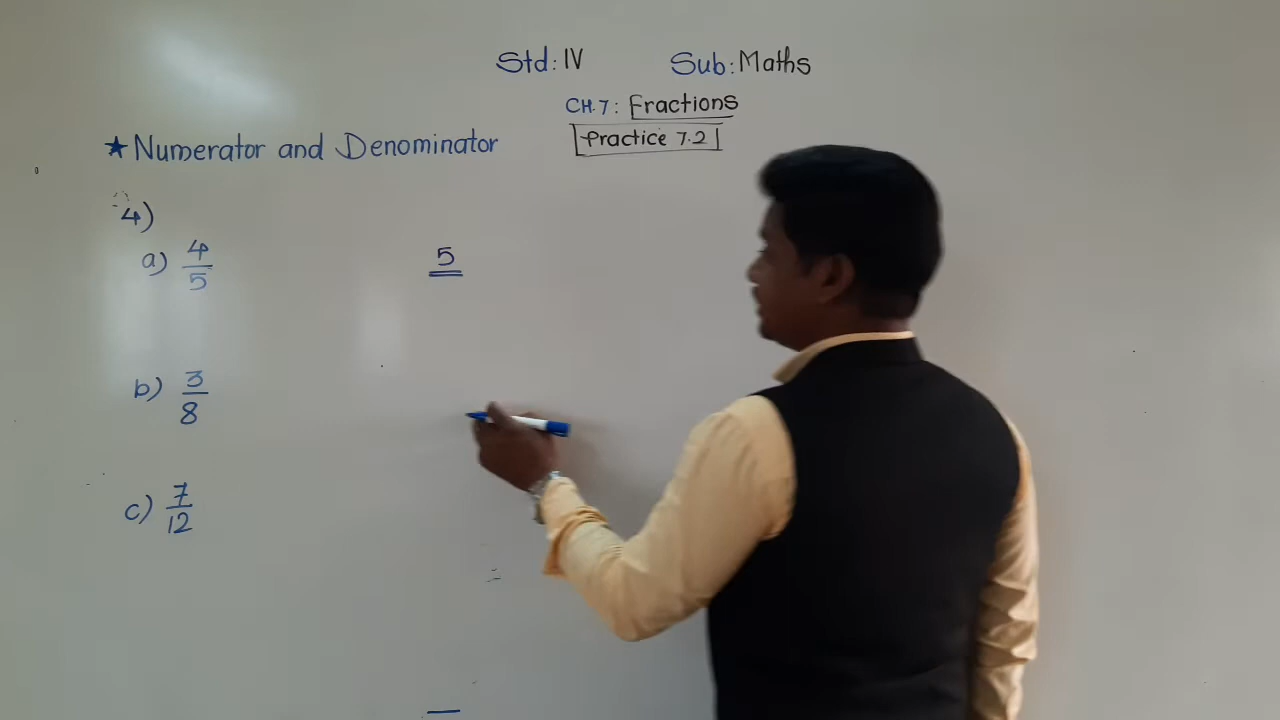 Std: IV Sub: Maths
CH.7: Fractions
Practice 7.2
★ Numerator and Denominator
4)
a) 4/5 5
b) 3/8
c) 7/12